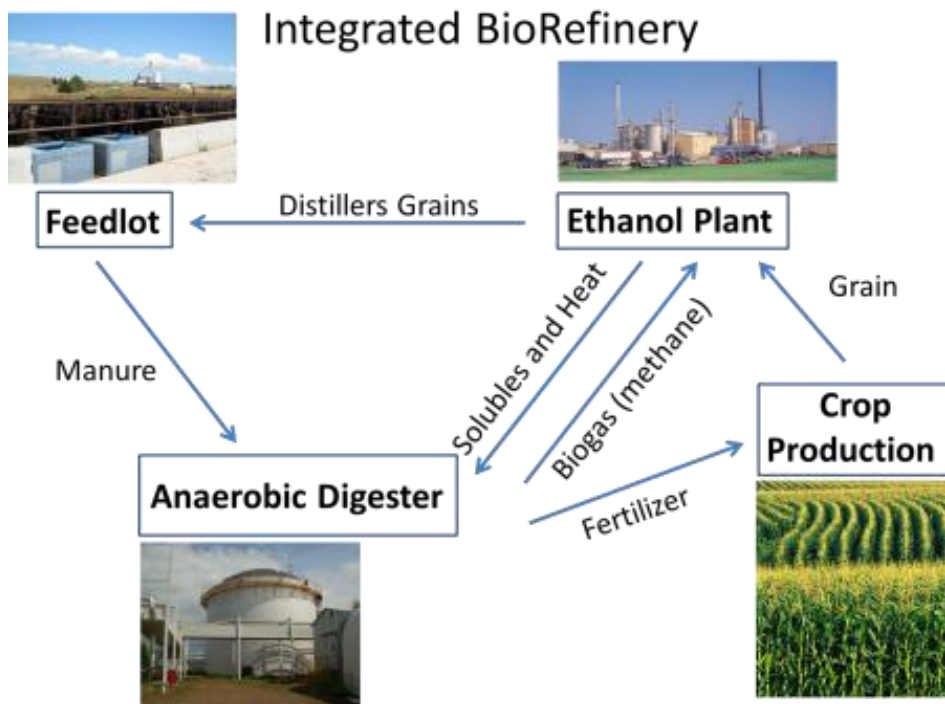 Integrated BioRefinery
Distillers Grains
Feedlot
Ethanol Plant
Solubles and Heat
Biogas (methane)
Grain
Manure
Crop
Production
Anaerobic Digester
Fertilizer